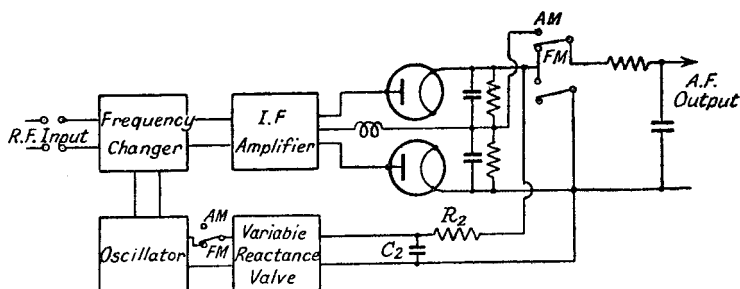 AM
FM
A.F.
Output
R.F. Input
Frequency
Changer
I.F
Amplifier
Oscillator
AM
FM
Variable
Reactance
Valve
R2
C2